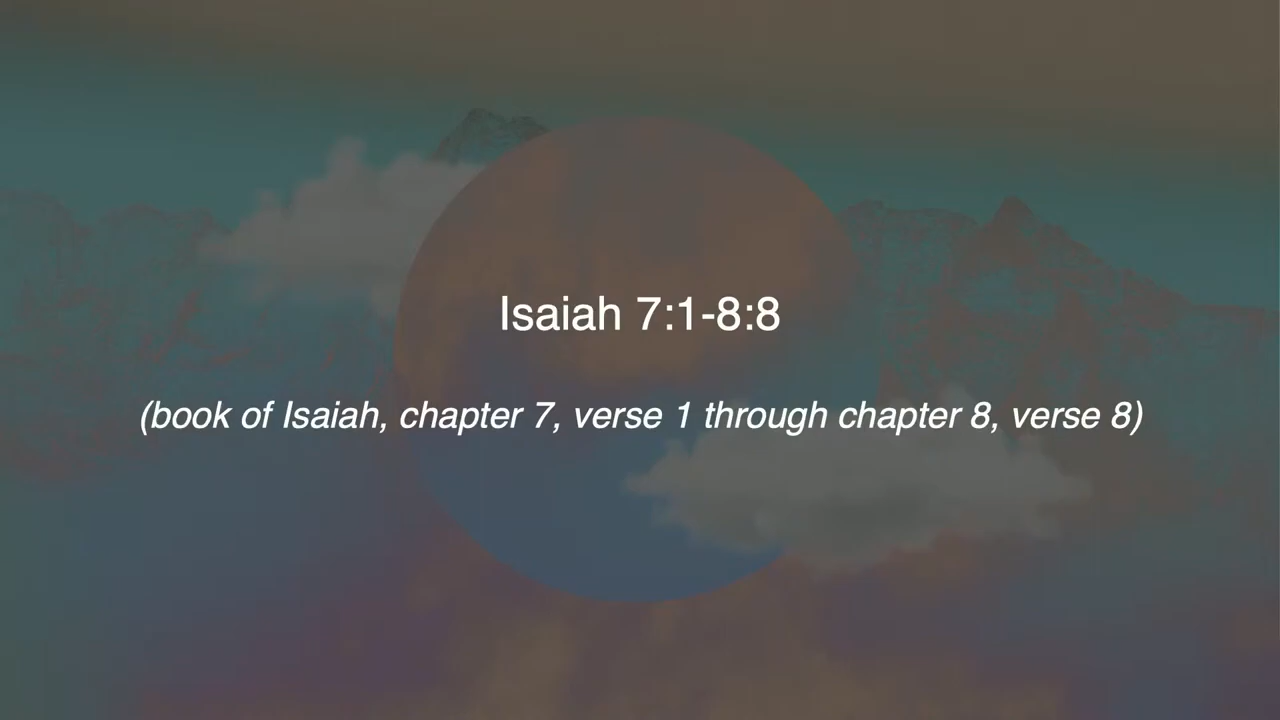 Isaiah 7:1-8:8
(book of Isaiah, chapter 7, verse 1 through chapter 8, verse 8)